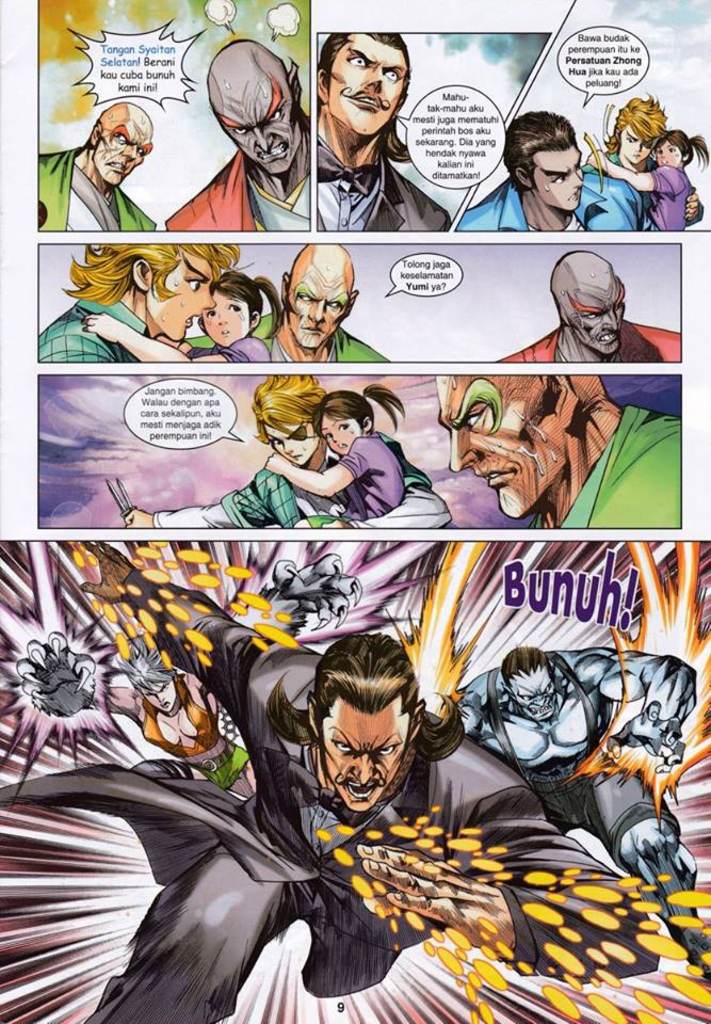 Tangan Syaitan
Selatan! Berani
kau cuba bunuh
kami ini!
Mahu-
tak-mahu aku
mesti juga mematuhi
perintah bos aku
sekarang. Dia yang
hendak nyawa
kalian ini
ditamatkan!
Bawa budak
perempuan itu ke
Persatuan Zhong
Hua jika kau ada
peluang!
Tolong jaga
keselamatan
Yumi ya?
Jangan bimbang.
Walau dengan apa
cara sekalipun, aku
mesti menjaga anak
perempuan ini!
Bunuh!
9